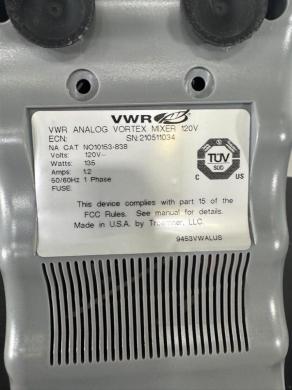 VWR
VWR ANALOG VORTEX MIXER 120V
ECN: SN:210511034
NA CAT NO10153-838
Volts: 120V~
Watts: 135
Amps: 1.2
50/60Hz 1 Phase
FUSE:
TÜV
SÜD
C US
This device complies with part 15 of the
FCC Rules. See manual for details.
Made in U.S.A. by Troemner, LLC.
9453VWALUS